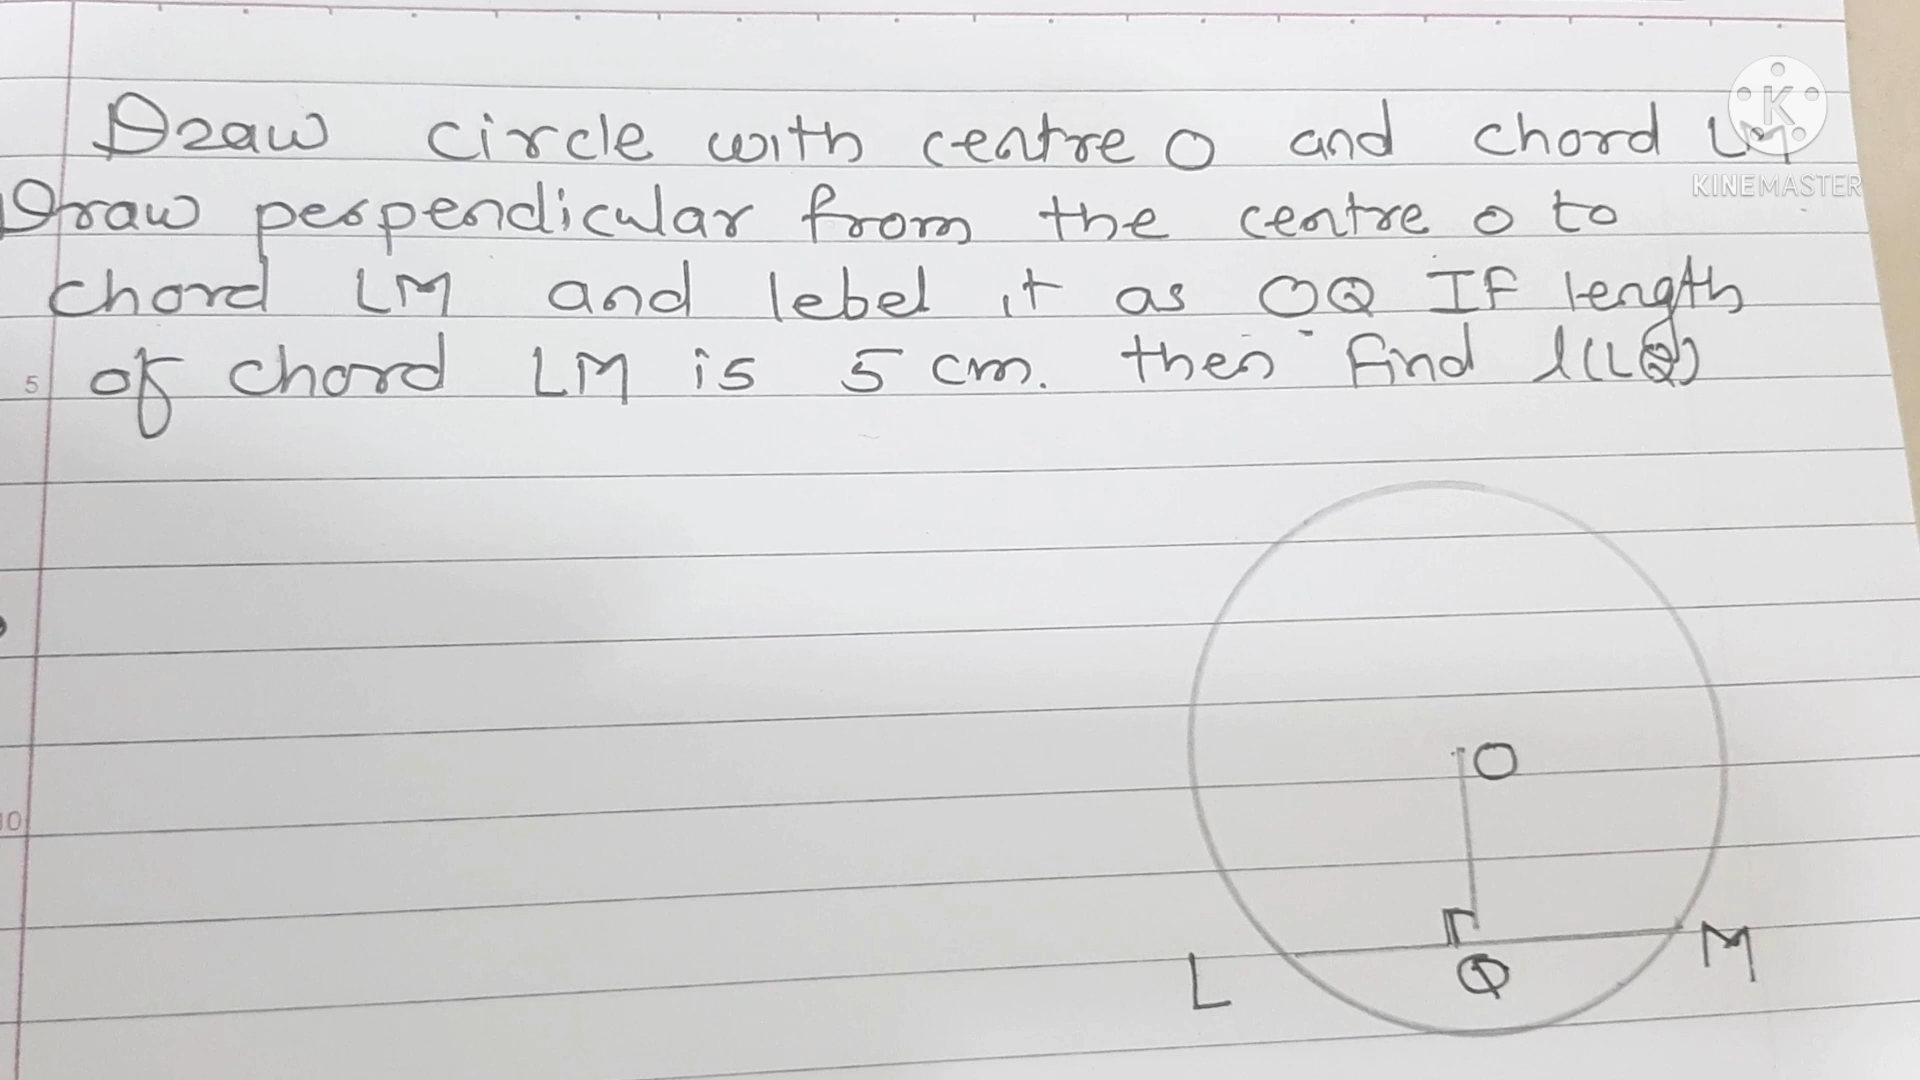 Draw circle with centre O and chord LM
Draw perpendicular from the centre O to
chord LM and lebel it as OQ IF length
of chord LM is 5 cm. then find l(LQ)
5
10
O
L
Q
M
K
KINEMASTER